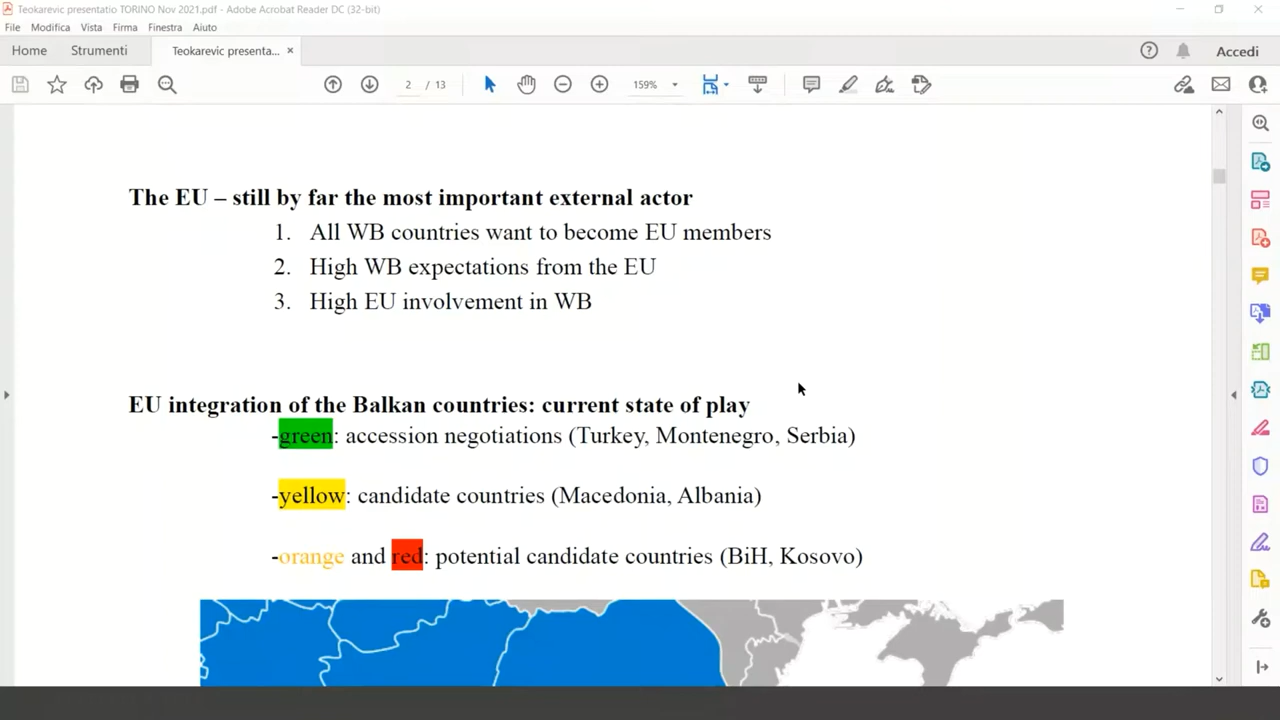 Teokarevic presentatio TORINO Nov 2021.pdf - Adobe Acrobat Reader DC (32-bit)
File Modifica Vista Firma Finestra Aiuto
Home Strumenti Teokarevic presenta... × Accedi
2 / 13 159%
The EU – still by far the most important external actor
1. All WB countries want to become EU members
2. High WB expectations from the EU
3. High EU involvement in WB
EU integration of the Balkan countries: current state of play
-green: accession negotiations (Turkey, Montenegro, Serbia)
-yellow: candidate countries (Macedonia, Albania)
-orange and red: potential candidate countries (BiH, Kosovo)